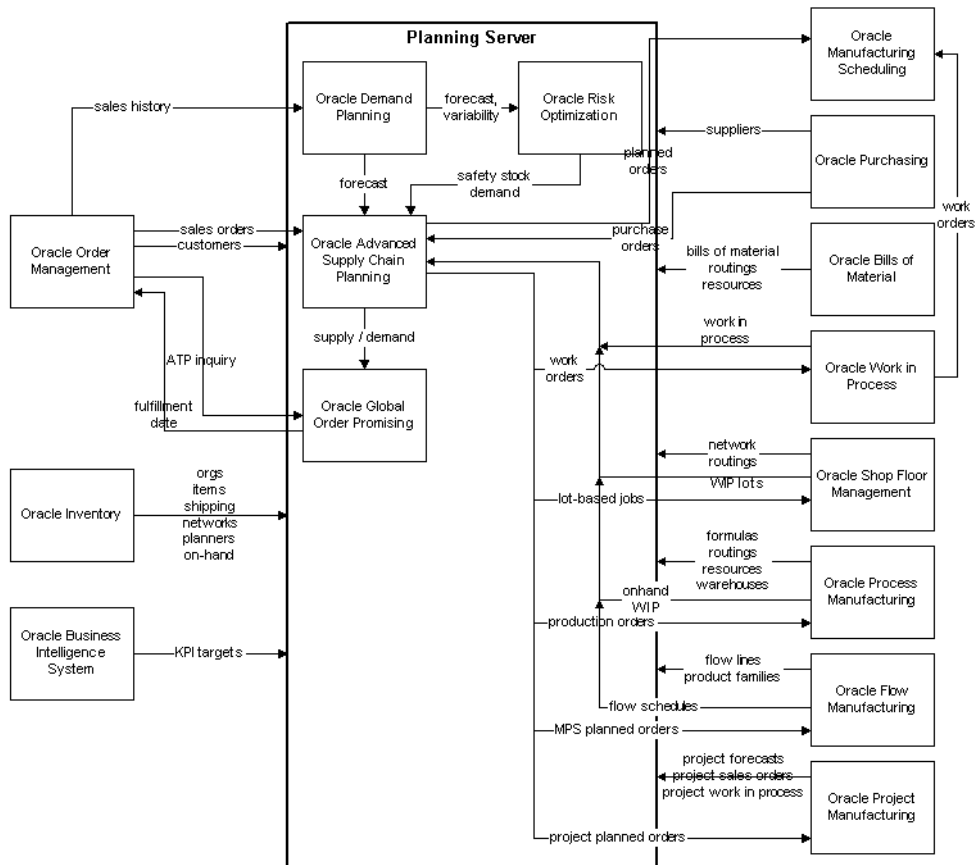 Planning Server
Oracle
Manufacturing
Scheduling
Oracle Demand
Planning
forecast,
variability
Oracle Risk
Optimization
sales history
suppliers
Oracle Purchasing
planned
orders
forecast
safety stock
demand
work
orders
Oracle Order
Management
sales orders
customers
Oracle Advanced
Supply Chain
Planning
purchase
orders
bills of material
routings
resources
Oracle Bills of
Material
supply / demand
work in
process
ATP inquiry
work
orders
Oracle Work in
Process
fulfillment
date
Oracle Global
Order Promising
network
routings
WIP lots
Oracle Shop Floor
Management
lot-based jobs
Oracle Inventory
orgs
items
shipping
networks
planners
on-hand
formulas
routings
resources
warehouses
onhand
WIP
Oracle Process
Manufacturing
production orders
Oracle Business
Intelligence
System
KPI targets
flow lines
product families
Oracle Flow
Manufacturing
flow schedules
MPS planned orders
project forecasts
project sales orders
project work in process
Oracle Project
Manufacturing
project planned orders